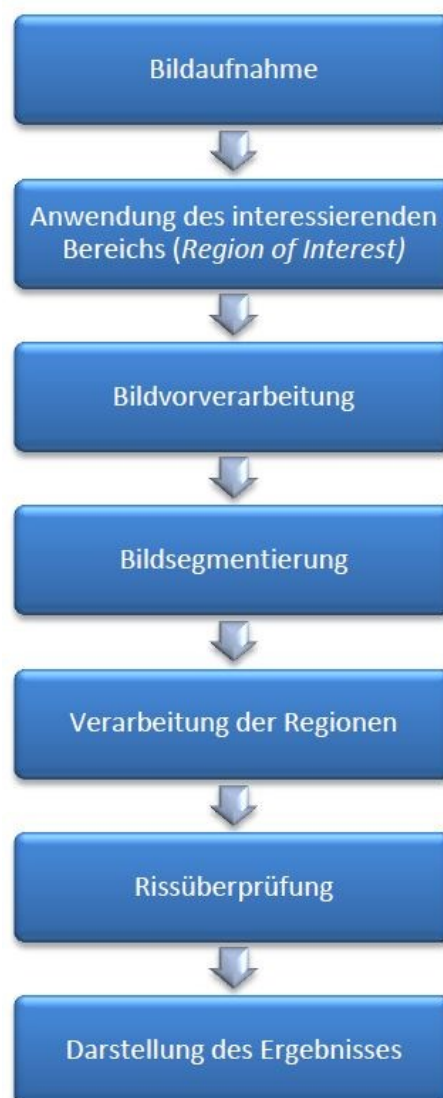 Bildaufnahme
Anwendung des interessierenden
Bereichs (Region of Interest)
Bildvorverarbeitung
Bildsegmentierung
Verarbeitung der Regionen
Rissüberprüfung
Darstellung des Ergebnisses